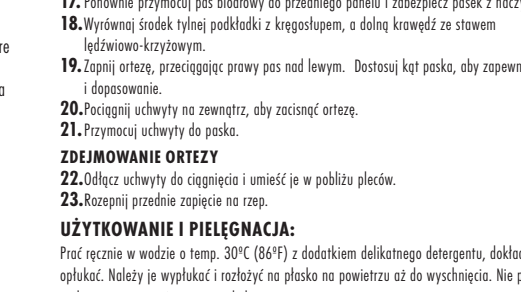 17. Ponownie przymocuj pas biodrowy do przedniego panelu i zabezpiecz pasek z
18. Wyrównaj środek tylnej podkładki z kręgosłupem, a dolną krawędź ze stawem
lędźwiowo-krzyżowym.
re
19. Zapnij ortezę, przeciągając prawy pas nad lewym. Dostosuj kąt paska, aby
a
i dopasowanie.
20. Pociągnij uchwyty na zewnątrz, aby zacisnąć ortezę.
21. Przymocuj uchwyty do paska.
ZDEJMOWANIE ORTEZY
22. Odłącz uchwyty do ciągnięcia i umieść je w pobliżu pleców.
23. Rozepnij przednie zapięcie na rzep.
UŻYTKOWANIE I PIELĘGNACJA:
Prać ręcznie w wodzie o temp. 30ºC (86ºF) z dodatkiem delikatnego detergentu,
opłukać. Należy je wypłukać i rozłożyć na płasko na powietrzu aż do wyschnięcia. Nie